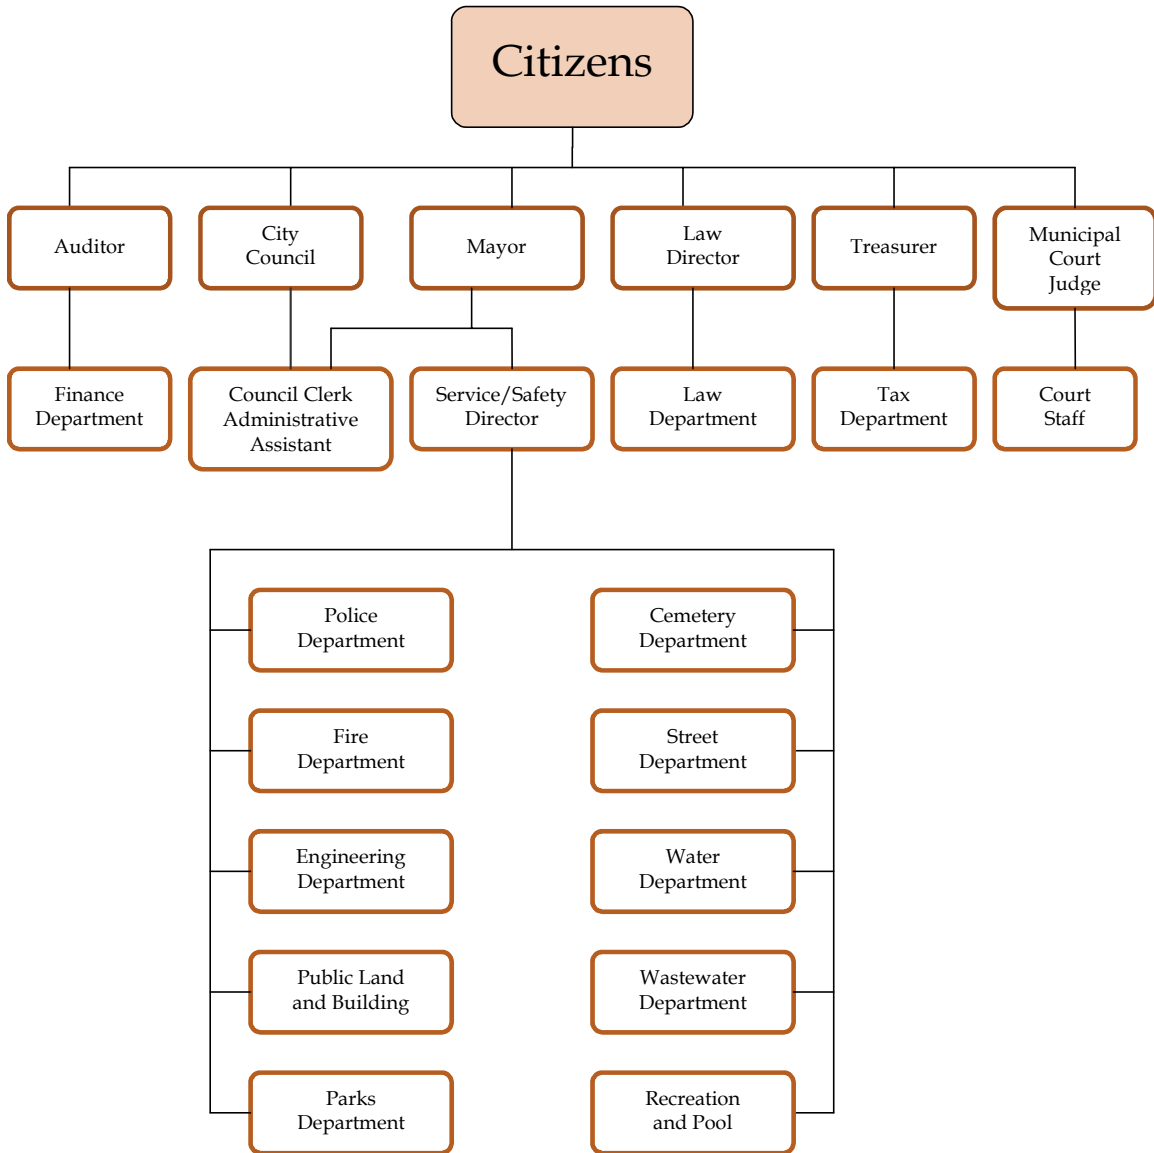 Citizens
Auditor
City
Council
Mayor
Law
Director
Treasurer
Municipal
Court
Judge
Finance
Department
Council Clerk
Administrative
Assistant
Service/Safety
Director
Law
Department
Tax
Department
Court
Staff
Police
Department
Cemetery
Department
Fire
Department
Street
Department
Engineering
Department
Water
Department
Public Land
and Building
Wastewater
Department
Parks
Department
Recreation
and Pool